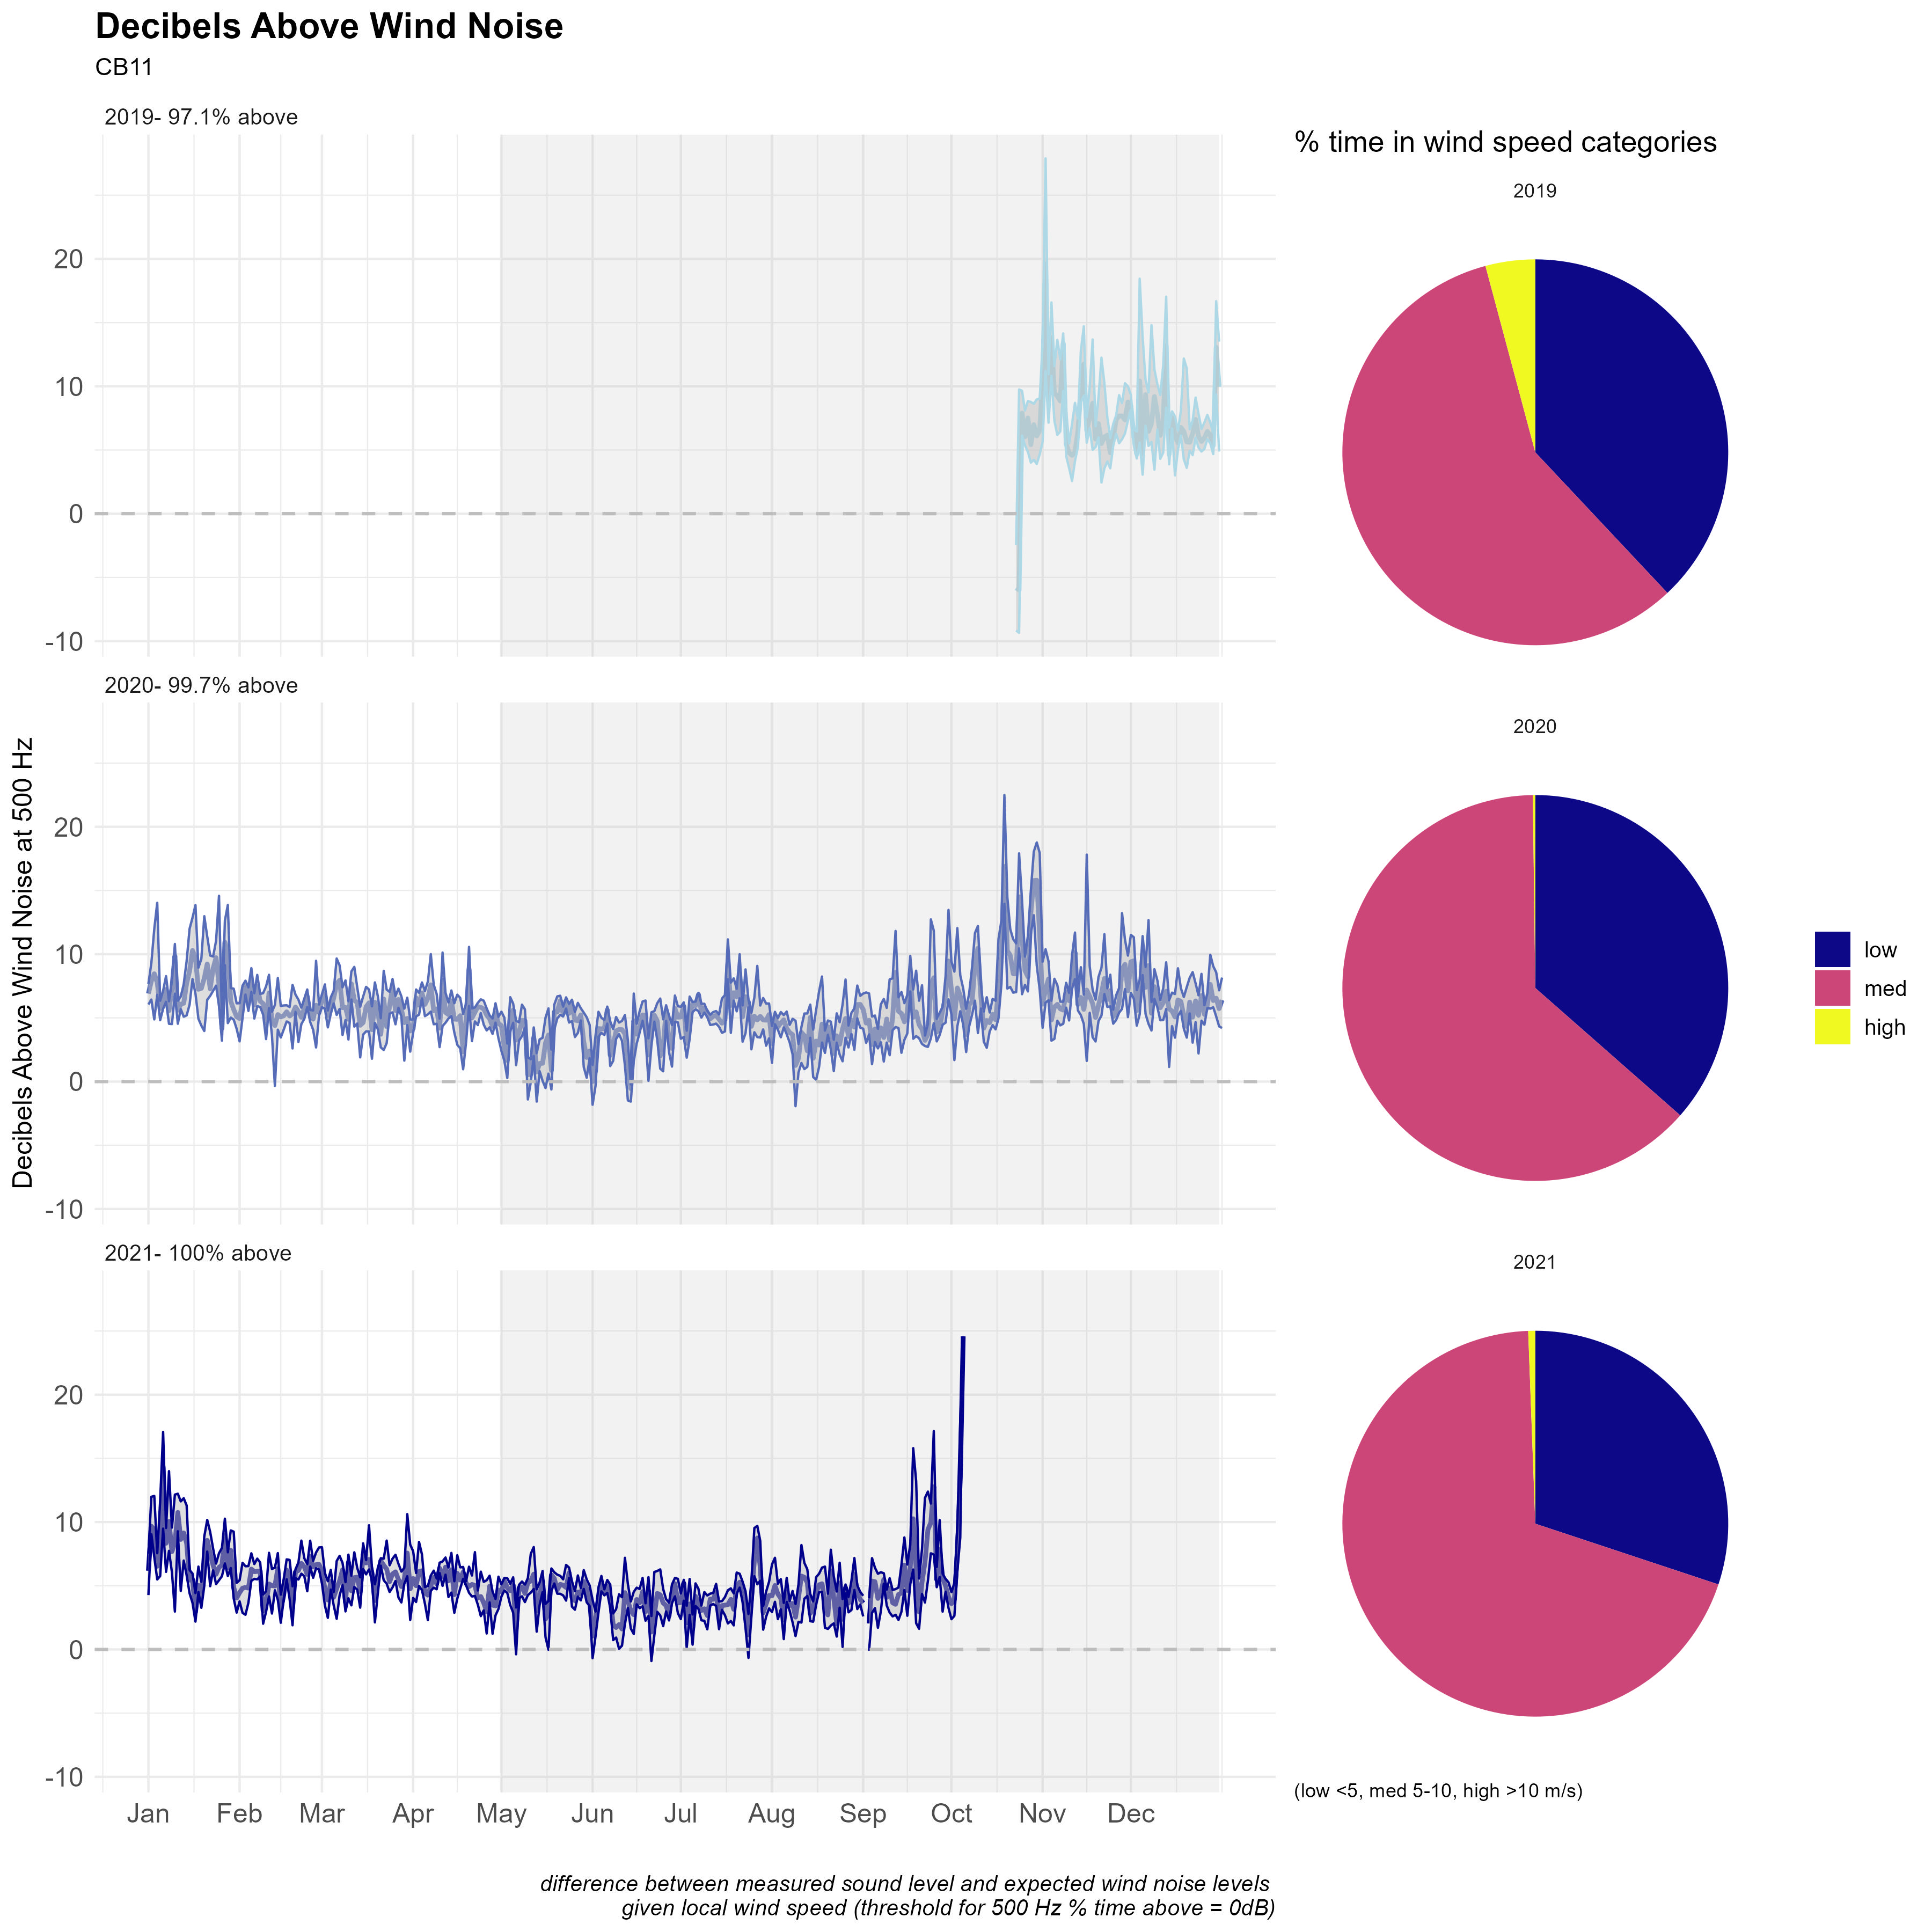 Decibels Above Wind Noise
CB11
2019- 97.1% above
% time in wind speed categories
2019
20
10
0
-10
2020- 99.7% above
2020
Decibels Above Wind Noise at 500 Hz
20
10
0
-10
low
med
high
2021- 100% above
2021
20
10
0
-10
(low <5, med 5-10, high >10 m/s)
Jan Feb Mar Apr May Jun Jul Aug Sep Oct Nov Dec
difference between measured sound level and expected wind noise levels
given local wind speed (threshold for 500 Hz % time above = 0dB)